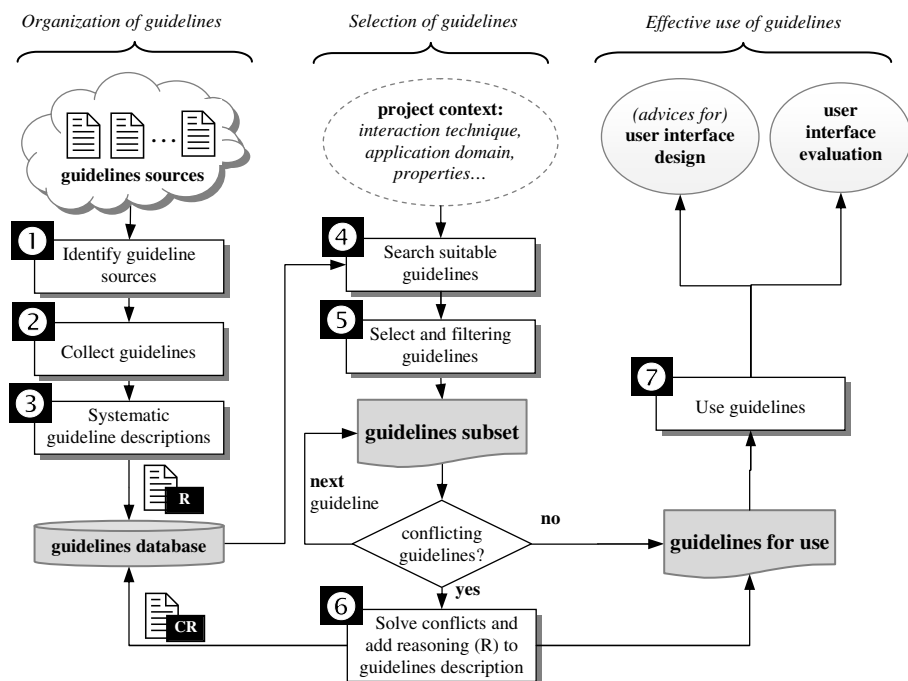 Organization of guidelines
Selection of guidelines
Effective use of guidelines
...
guidelines sources
project context:
interaction technique,
application domain,
properties…
(advices for)
user interface
design
user
interface
evaluation
1
Identify guideline
sources
2
Collect guidelines
3
Systematic
guideline descriptions
R
guidelines database
CR
4
Search suitable
guidelines
5
Select and filtering
guidelines
guidelines subset
next
guideline
conflicting
guidelines?
no
yes
6
Solve conflicts and
add reasoning (R) to
guidelines description
7
Use guidelines
guidelines for use